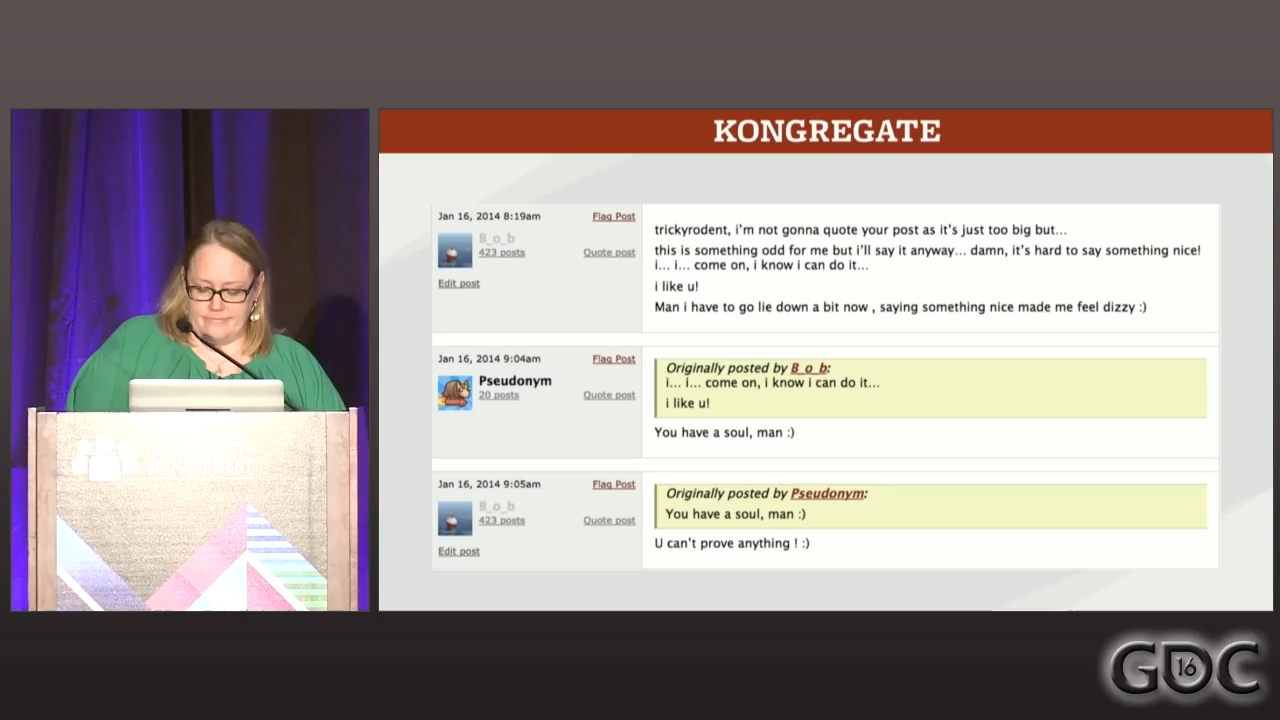 KONGREGATE
Jan 16, 2014 8:19am
Flag Post
B_o_b
423 posts
Quote post
Edit post
trickyrodent, i'm not gonna quote your post as it's just too big but...
this is something odd for me but i'll say it anyway... damn, it's hard to say something nice!
i... i... come on, i know i can do it...
i like u!
Man i have to go lie down a bit now , saying something nice made me feel dizzy :)
Jan 16, 2014 9:04am
Flag Post
Pseudonym
20 posts
Quote post
Originally posted by B_o_b:
i... i... come on, i know i can do it...
i like u!
You have a soul, man :)
Jan 16, 2014 9:05am
Flag Post
B_o_b
423 posts
Quote post
Edit post
Originally posted by Pseudonym:
You have a soul, man :)
U can't prove anything ! :)
MANAGEMENT
GDC
16